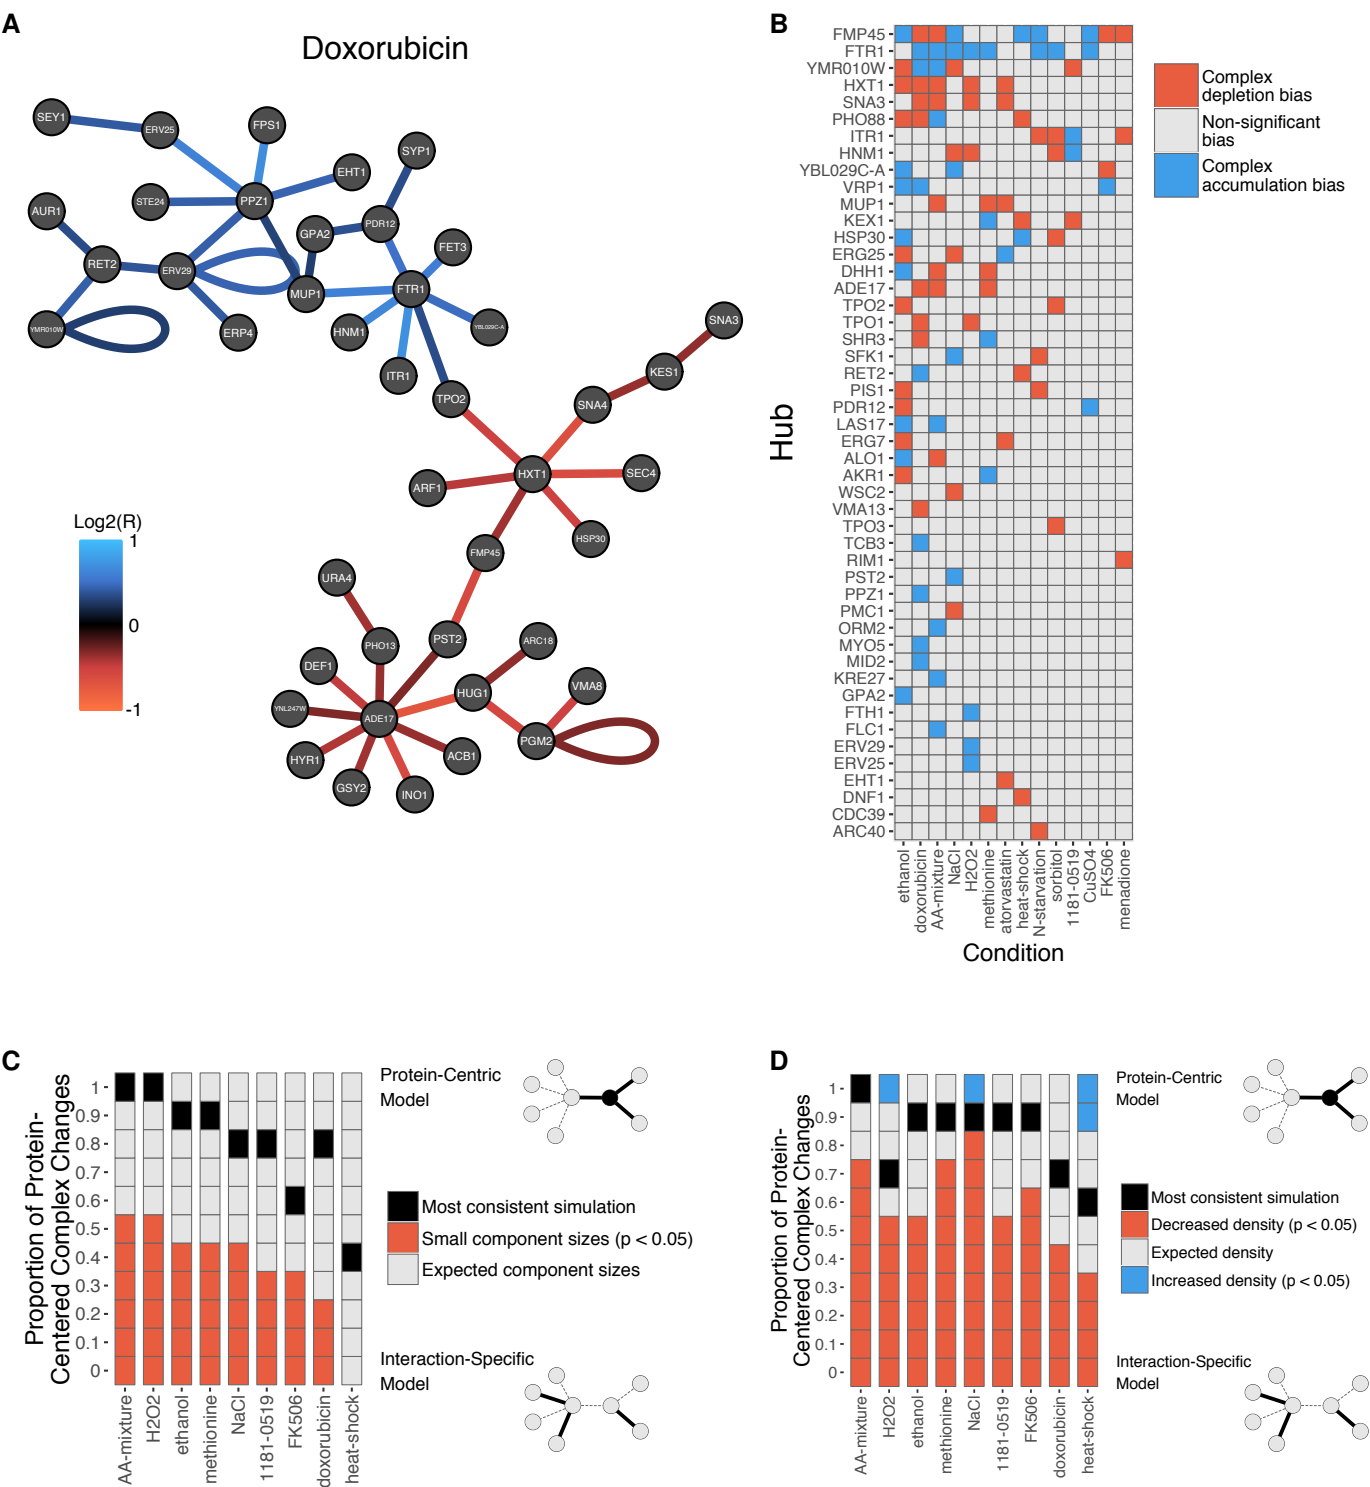 A
Doxorubicin
SEY1
ERV25
FPS1
SYP1
EHT1
STE24
PPZ1
AUR1
GPA2
PDR12
FET3
RET2
ERV29
MUP1
FTR1
YMR010W
ERP4
HNM1
YBL029C-A
ITR1
SNA3
KES1
TPO2
SNA4
HXT1
SEC4
ARF1
HSP30
FMP45
Log2(R)
1
0
-1
URA4
PHO13
PST2
ARC18
DEF1
HUG1
VMA8
YNL247W
ADE17
PGM2
HYR1
ACB1
GSY2
INO1
B
Hub
FMP45
FTR1
YMR010W
HXT1
SNA3
PHO88
ITR1
HNM1
YBL029C-A
VRP1
MUP1
KEX1
HSP30
ERG25
DHH1
ADE17
TPO2
TPO1
SHR3
SFK1
RET2
PIS1
PDR12
LAS17
ERG7
ALO1
AKR1
WSC2
VMA13
TPO3
TCB3
RIM1
PST2
PPZ1
PMC1
ORM2
MYO5
MID2
KRE27
GPA2
FTH1
FLC1
ERV29
ERV25
EHT1
DNF1
CDC39
ARC40
ethanol
doxorubicin
AA-mixture
NaCl
H2O2
methionine
atorvastatin
heat-shock
N-starvation
sorbitol
1181-0519
CuSO4
FK506
menadione
Condition
Complex
depletion bias
Non-significant
bias
Complex
accumulation bias
C
Proportion of Protein-
Centered Complex Changes
1
0.9
0.8
0.7
0.6
0.5
0.4
0.3
0.2
0.1
0
AA-mixture
H2O2
ethanol
methionine
NaCl
1181-0519
FK506
doxorubicin
heat-shock
Protein-Centric
Model
Most consistent simulation
Small component sizes (p < 0.05)
Expected component sizes
Interaction-Specific
Model
D
Proportion of Protein-
Centered Complex Changes
1
0.9
0.8
0.7
0.6
0.5
0.4
0.3
0.2
0.1
0
AA-mixture
H2O2
ethanol
methionine
NaCl
1181-0519
FK506
doxorubicin
heat-shock
Protein-Centric
Model
Most consistent simulation
Decreased density (p < 0.05)
Expected density
Increased density (p < 0.05)
Interaction-Specific
Model